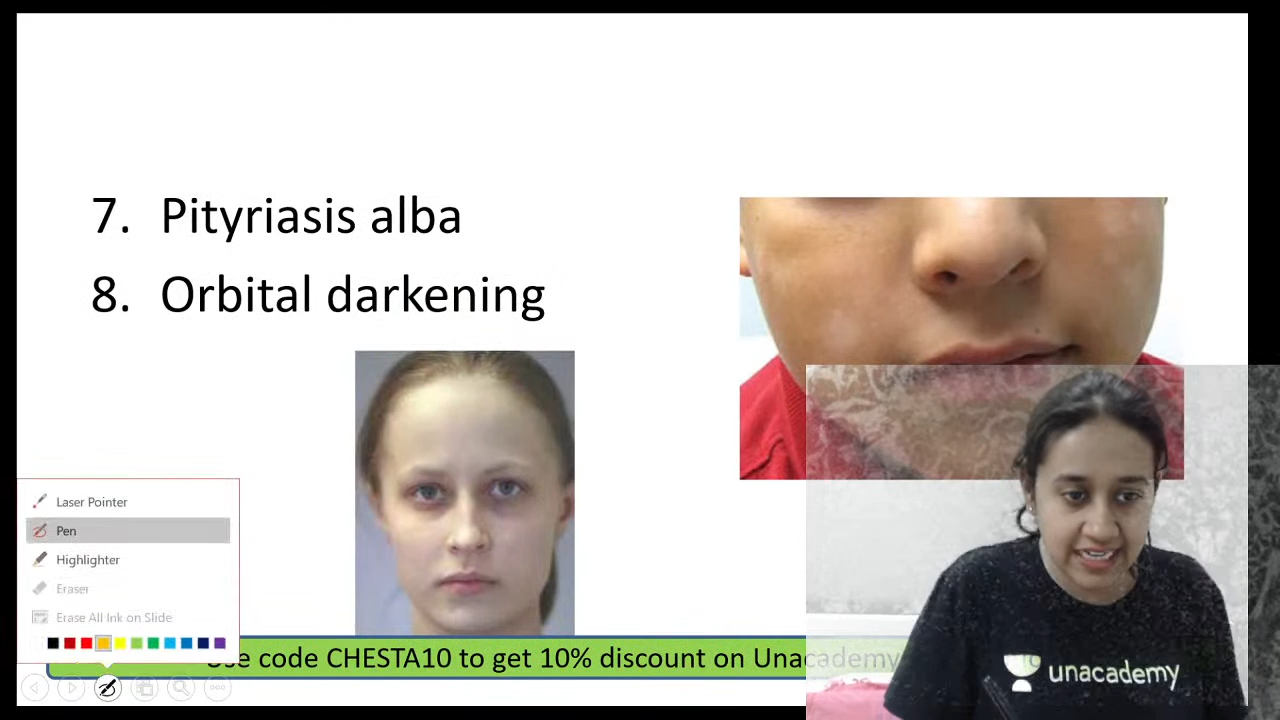 7. Pityriasis alba
8. Orbital darkening
Laser Pointer
Pen
Highlighter
Eraser
Erase All Ink on Slide
code CHESTA10 to get 10% discount on Unacademy
unacademy